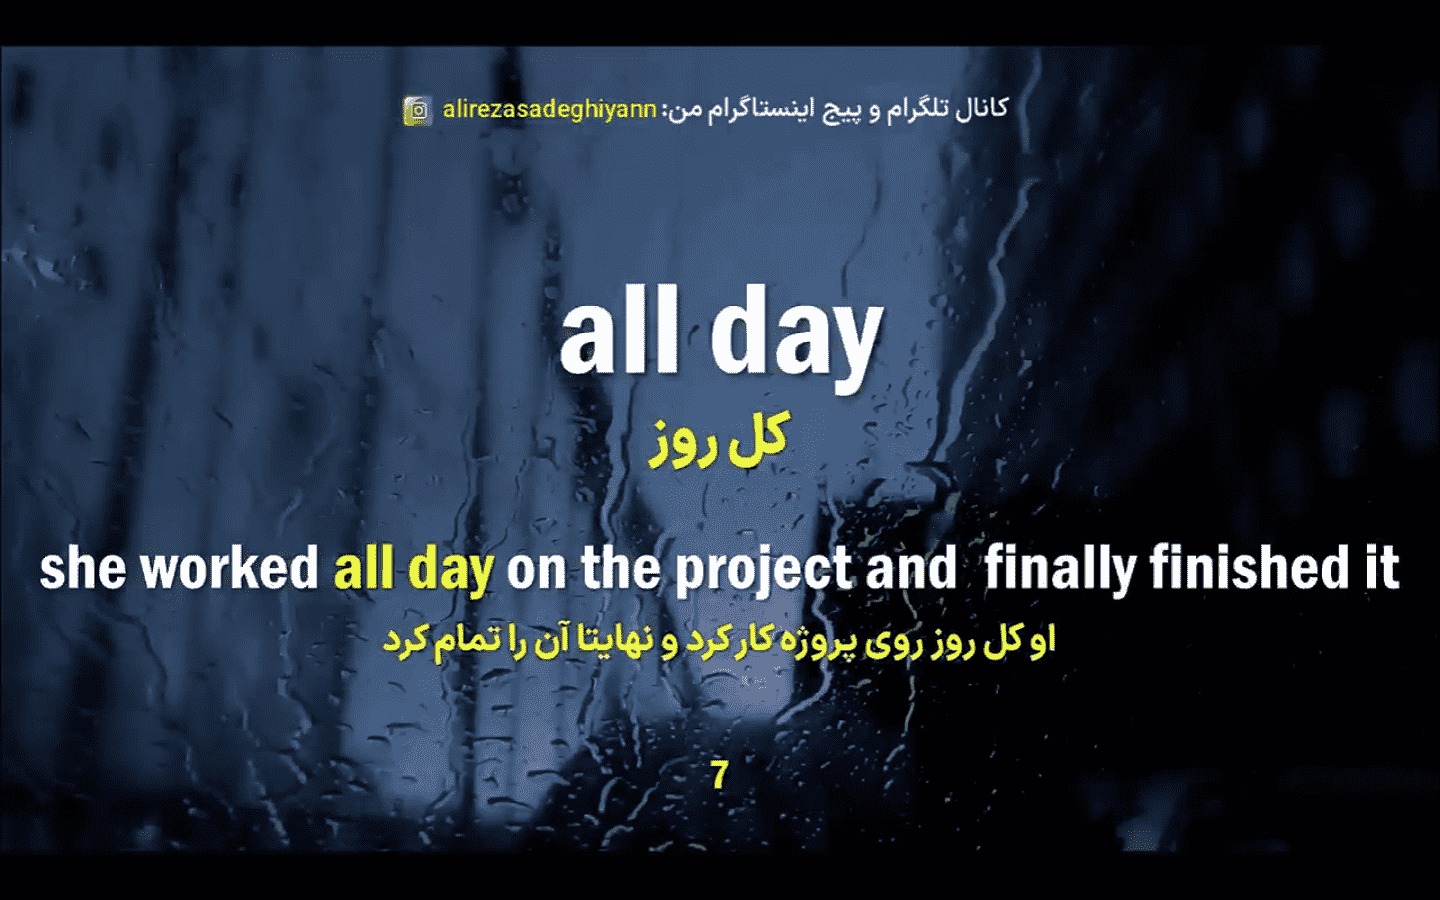 کانال تلگرام و پیج اینستاگرام من: alirezasadeghiyann
all day
کل روز
she worked all day on the project and finally finished it
او کل روز روی پروژه کار کرد و نهایتا آن را تمام کرد
7